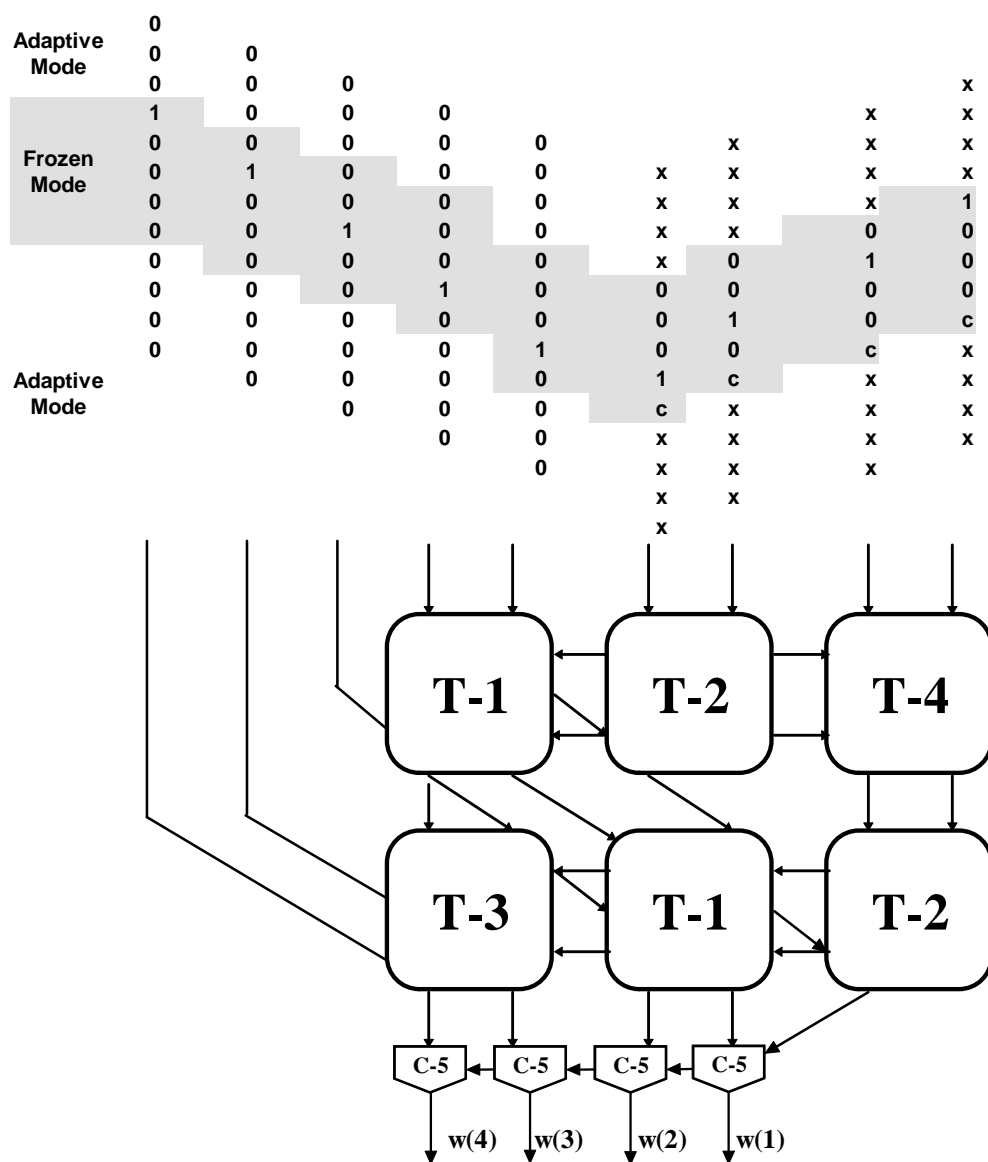 0
Adaptive
Mode 0 0
0 0 0 x
1 0 0 0 x x
0 0 0 0 0 x x x
Frozen 0 1 0 0 0 x x x x
Mode
0 0 0 0 0 x x x 1
0 0 1 0 0 x x 0 0
0 0 0 0 0 x 0 1 0
0 0 0 1 0 0 0 0 0
0 0 0 0 0 0 1 0 c
0 0 0 0 1 0 0 c x
Adaptive 0 0 0 0 1 c x x
Mode 0 0 0 c x x x
0 0 x x x x
0 x x x
x x
x
T-1 T-2 T-4
T-3 T-1 T-2
C-5 C-5 C-5 C-5
w(4) w(3) w(2) w(1)